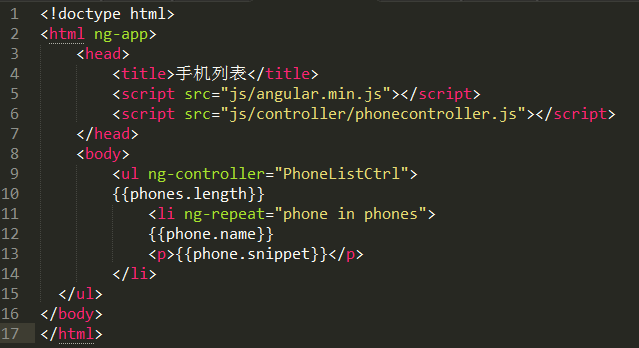 1 <!doctype html>
2 <html ng-app>
3     <head>
4         <title>手机列表</title>
5         <script src="js/angular.min.js"></script>
6         <script src="js/controller/phonecontroller.js"></script>
7     </head>
8     <body>
9         <ul ng-controller="PhoneListCtrl">
10         {{phones.length}}
11             <li ng-repeat="phone in phones">
12             {{phone.name}}
13             <p>{{phone.snippet}}</p>
14         </li>
15   </ul>
16 </body>
17 </html>